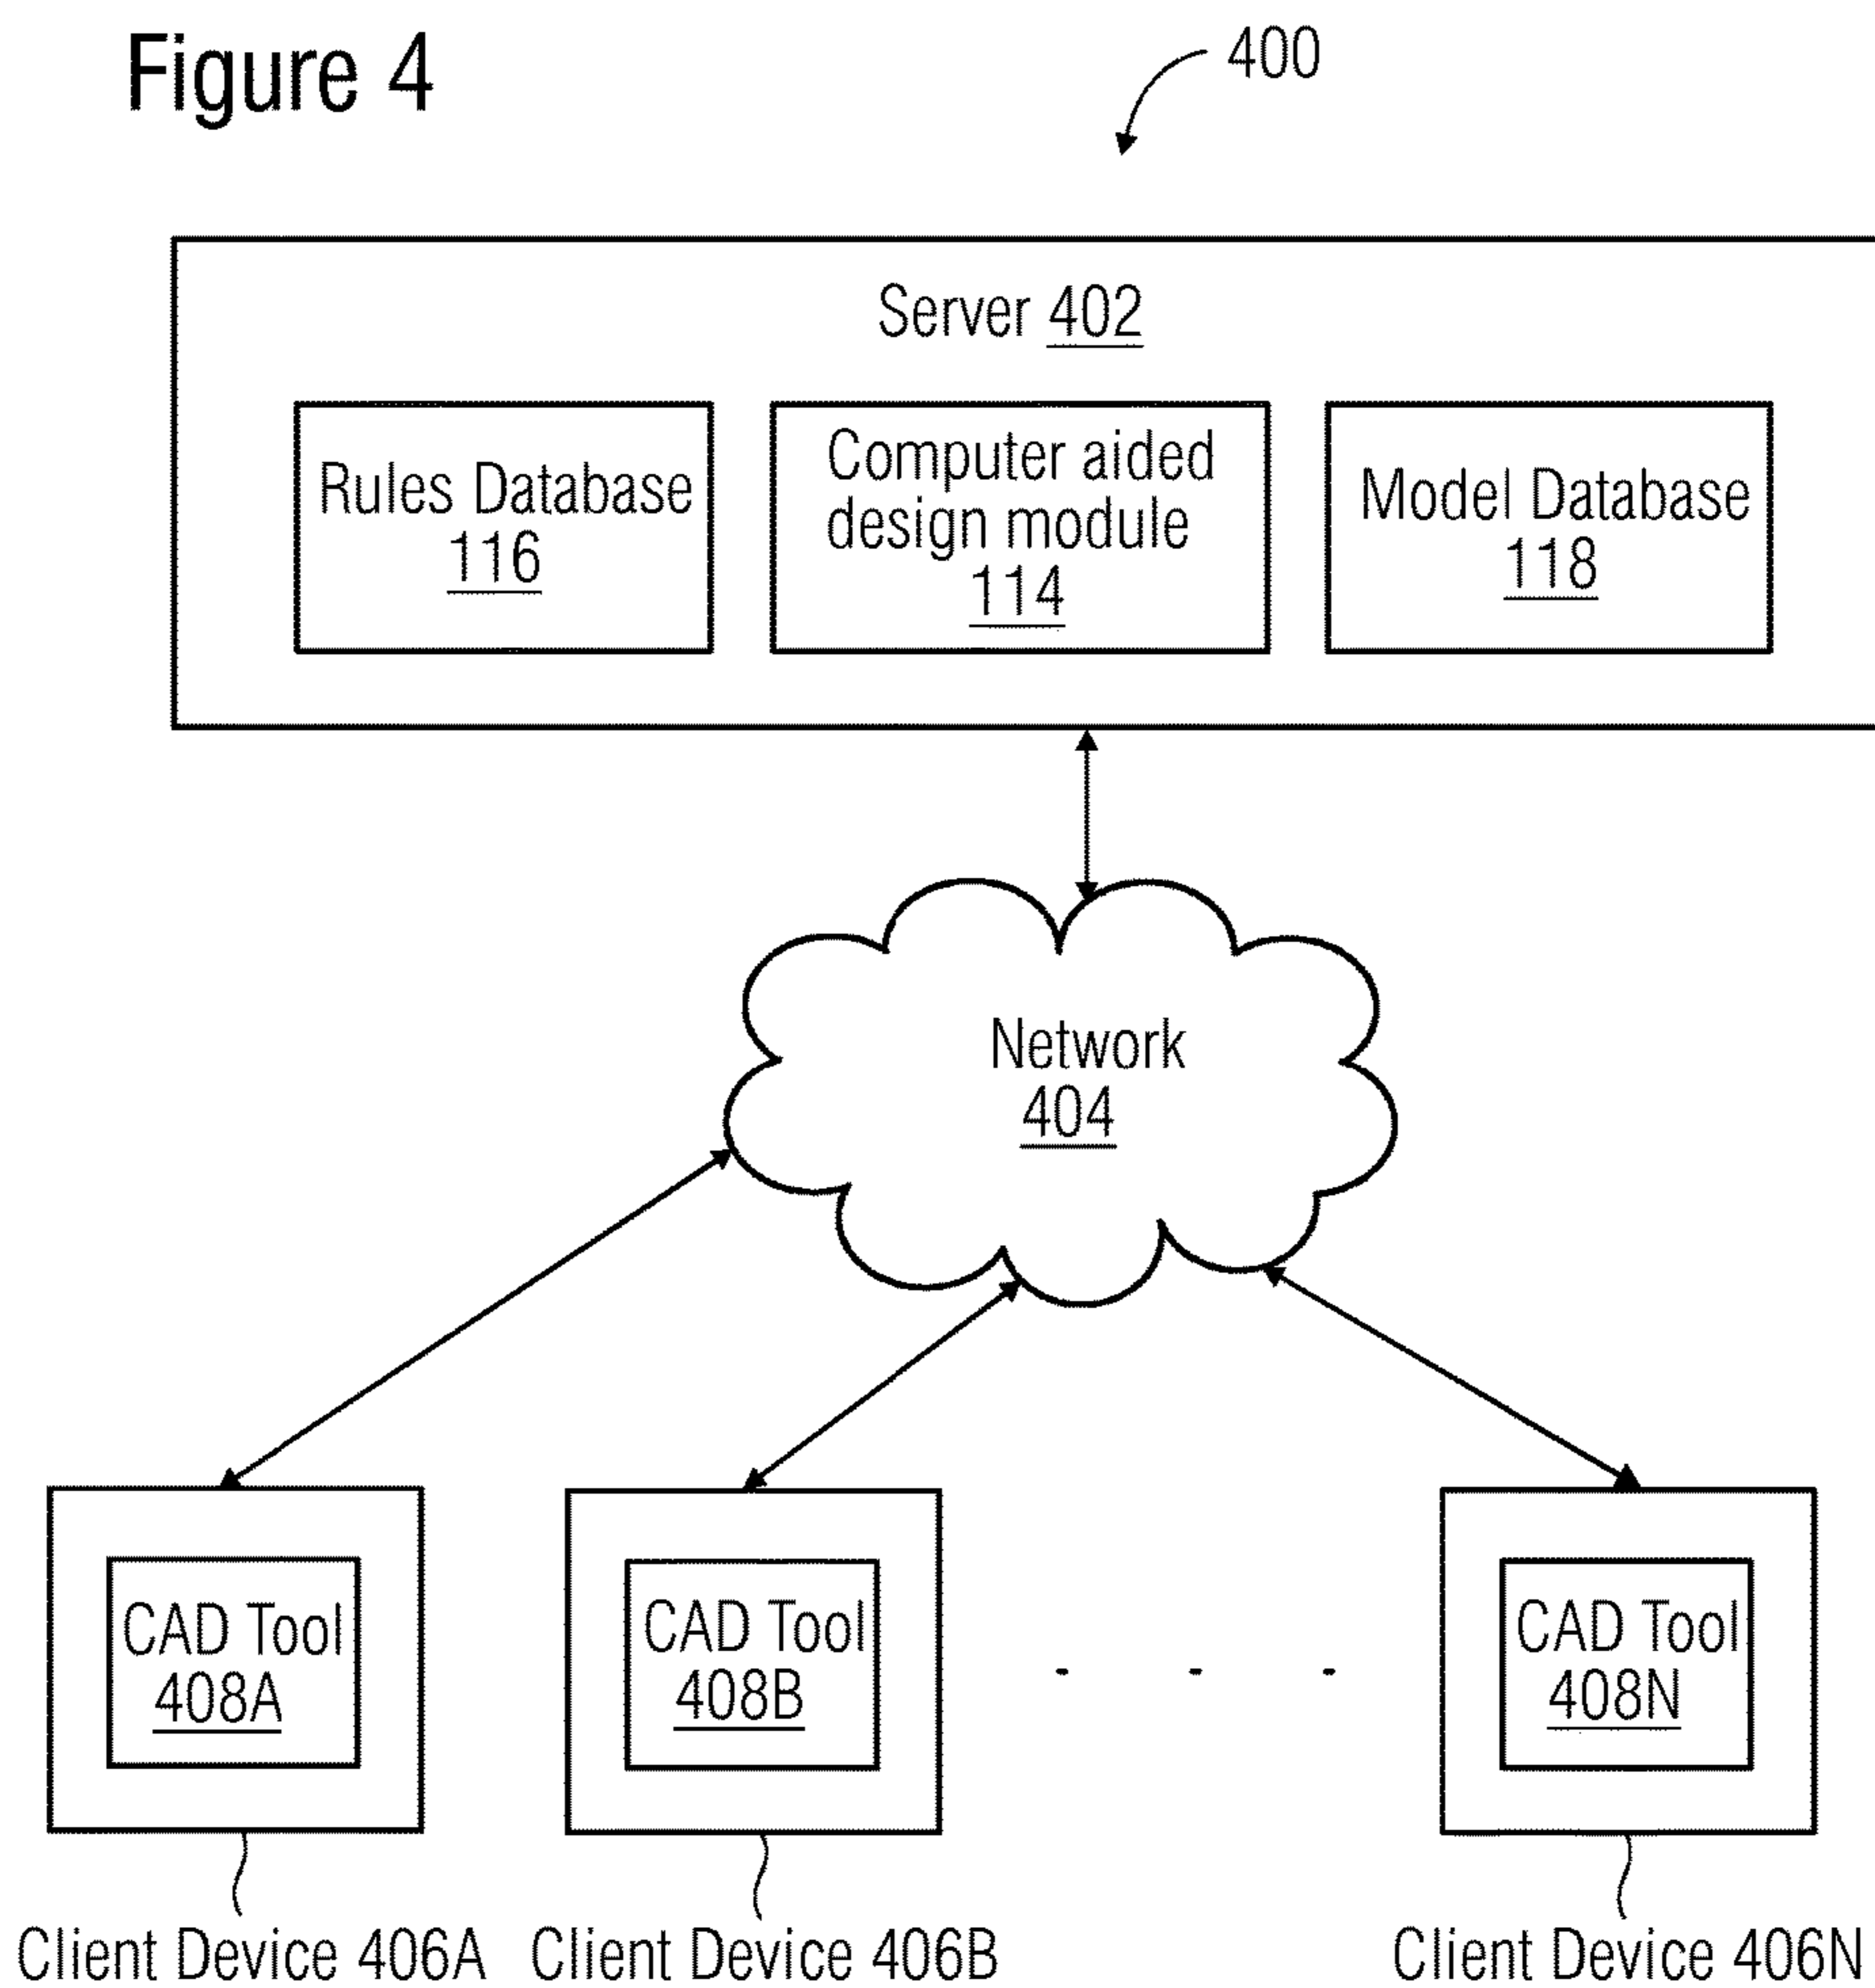 Figure 4
400
Server 402
Rules Database
116
Computer aided
design module
114
Model Database
118
Network
404
CAD Tool
408A
CAD Tool
408B
. . .
CAD Tool
408N
Client Device 406A
Client Device 406B
Client Device 406N